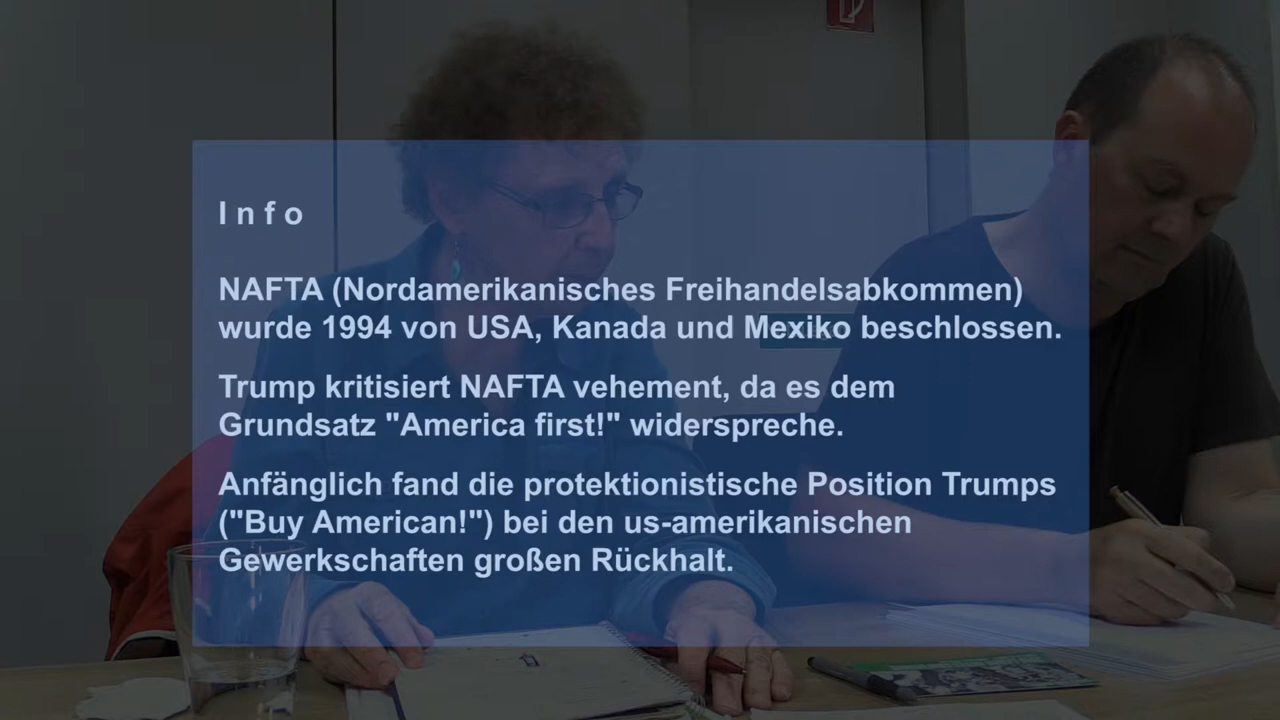 Info
NAFTA (Nordamerikanisches Freihandelsabkommen)
wurde 1994 von USA, Kanada und Mexiko beschlossen.
Trump kritisiert NAFTA vehement, da es dem
Grundsatz "America first!" widerspreche.
Anfänglich fand die protektionistische Position Trumps
("Buy American!") bei den us-amerikanischen
Gewerkschaften großen Rückhalt.